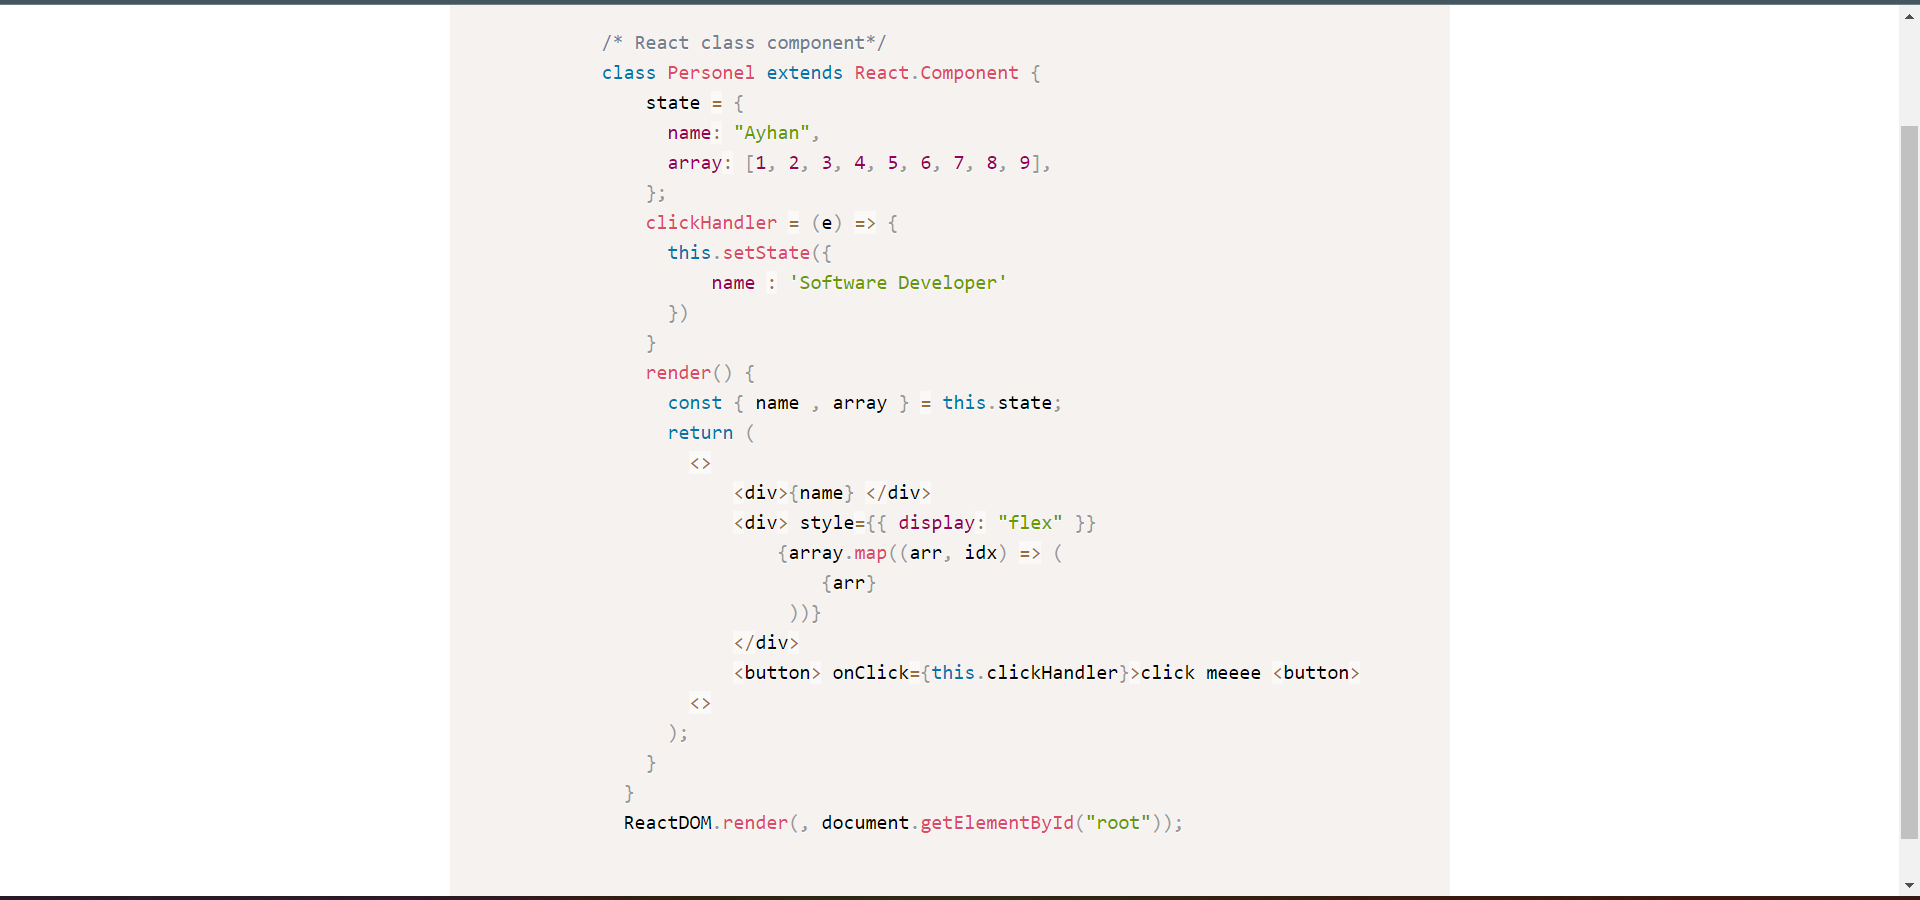 /* React class component*/
class Personel extends React.Component {
    state = {
      name: "Ayhan",
      array: [1, 2, 3, 4, 5, 6, 7, 8, 9],
    };
    clickHandler = (e) => {
      this.setState({
          name : 'Software Developer'
      })
    }
    render() {
      const { name , array } = this.state;
      return (
        <>
            <div>{name} </div>
            <div> style={{ display: "flex" }}
                {array.map((arr, idx) => (
                    {arr}
                 ))}
            </div>
            <button> onClick={this.clickHandler}>click meeee <button>
        <>
      );
    }
  }
  ReactDOM.render(, document.getElementById("root"));